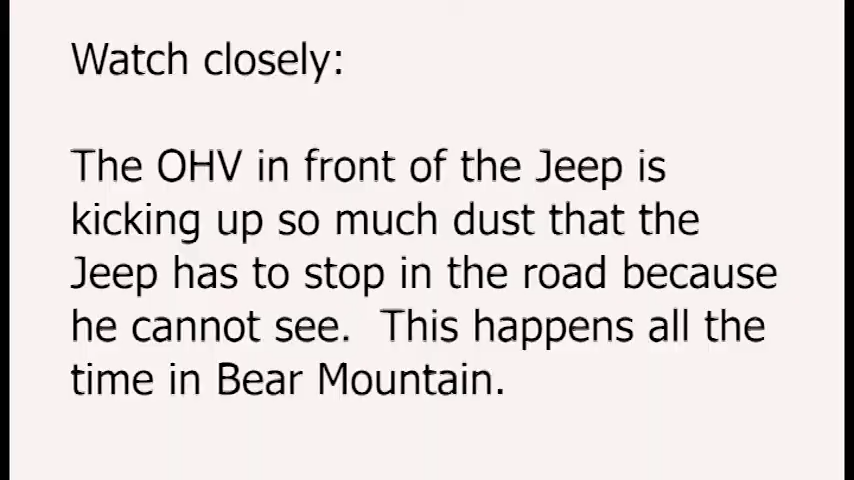 Watch closely:
The OHV in front of the Jeep is
kicking up so much dust that the
Jeep has to stop in the road because
he cannot see.  This happens all the
time in Bear Mountain.